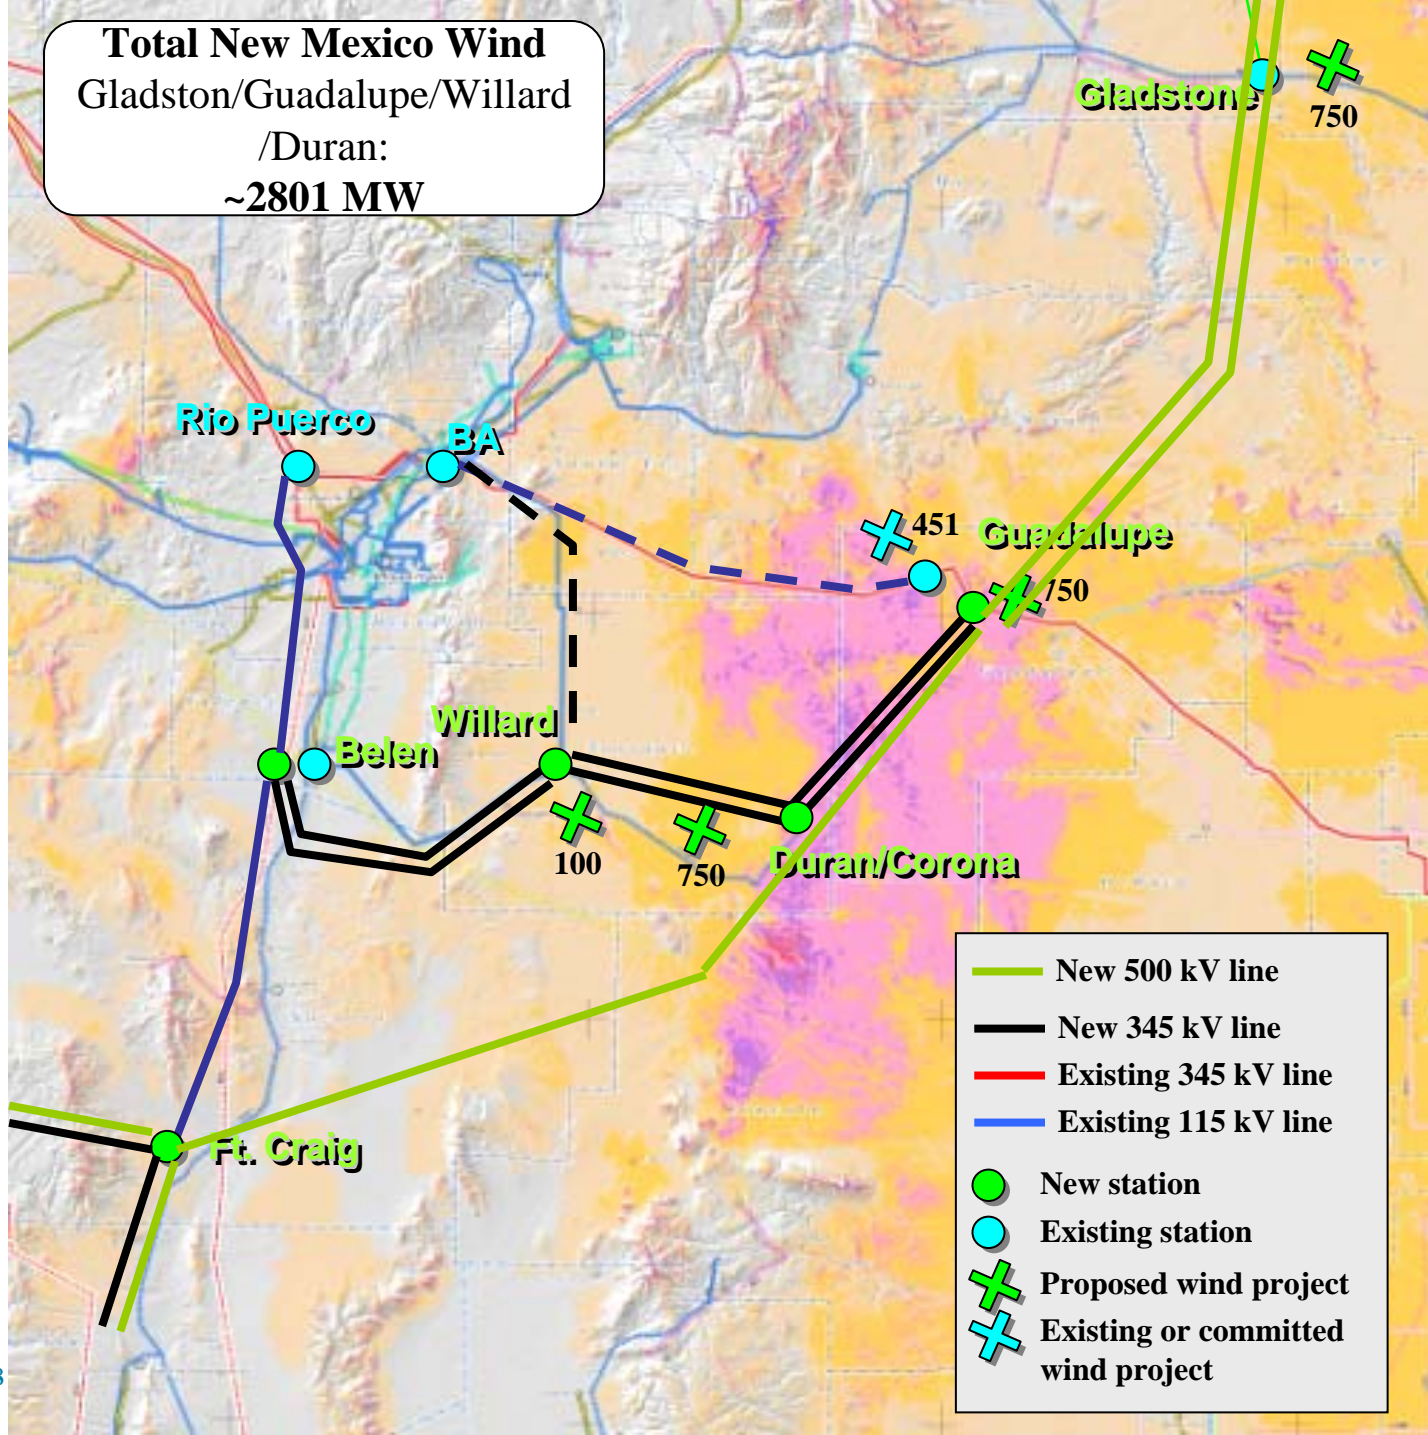 Total New Mexico Wind
Gladston/Guadalupe/Willard
/Duran:
~2801 MW
Gladstone
750
Rio Puerco
BA
451
Guadalupe
750
Willard
Belen
100
750
Duran/Corona
Ft. Craig
New 500 kV line
New 345 kV line
Existing 345 kV line
Existing 115 kV line
New station
Existing station
Proposed wind project
Existing or committed
wind project
3